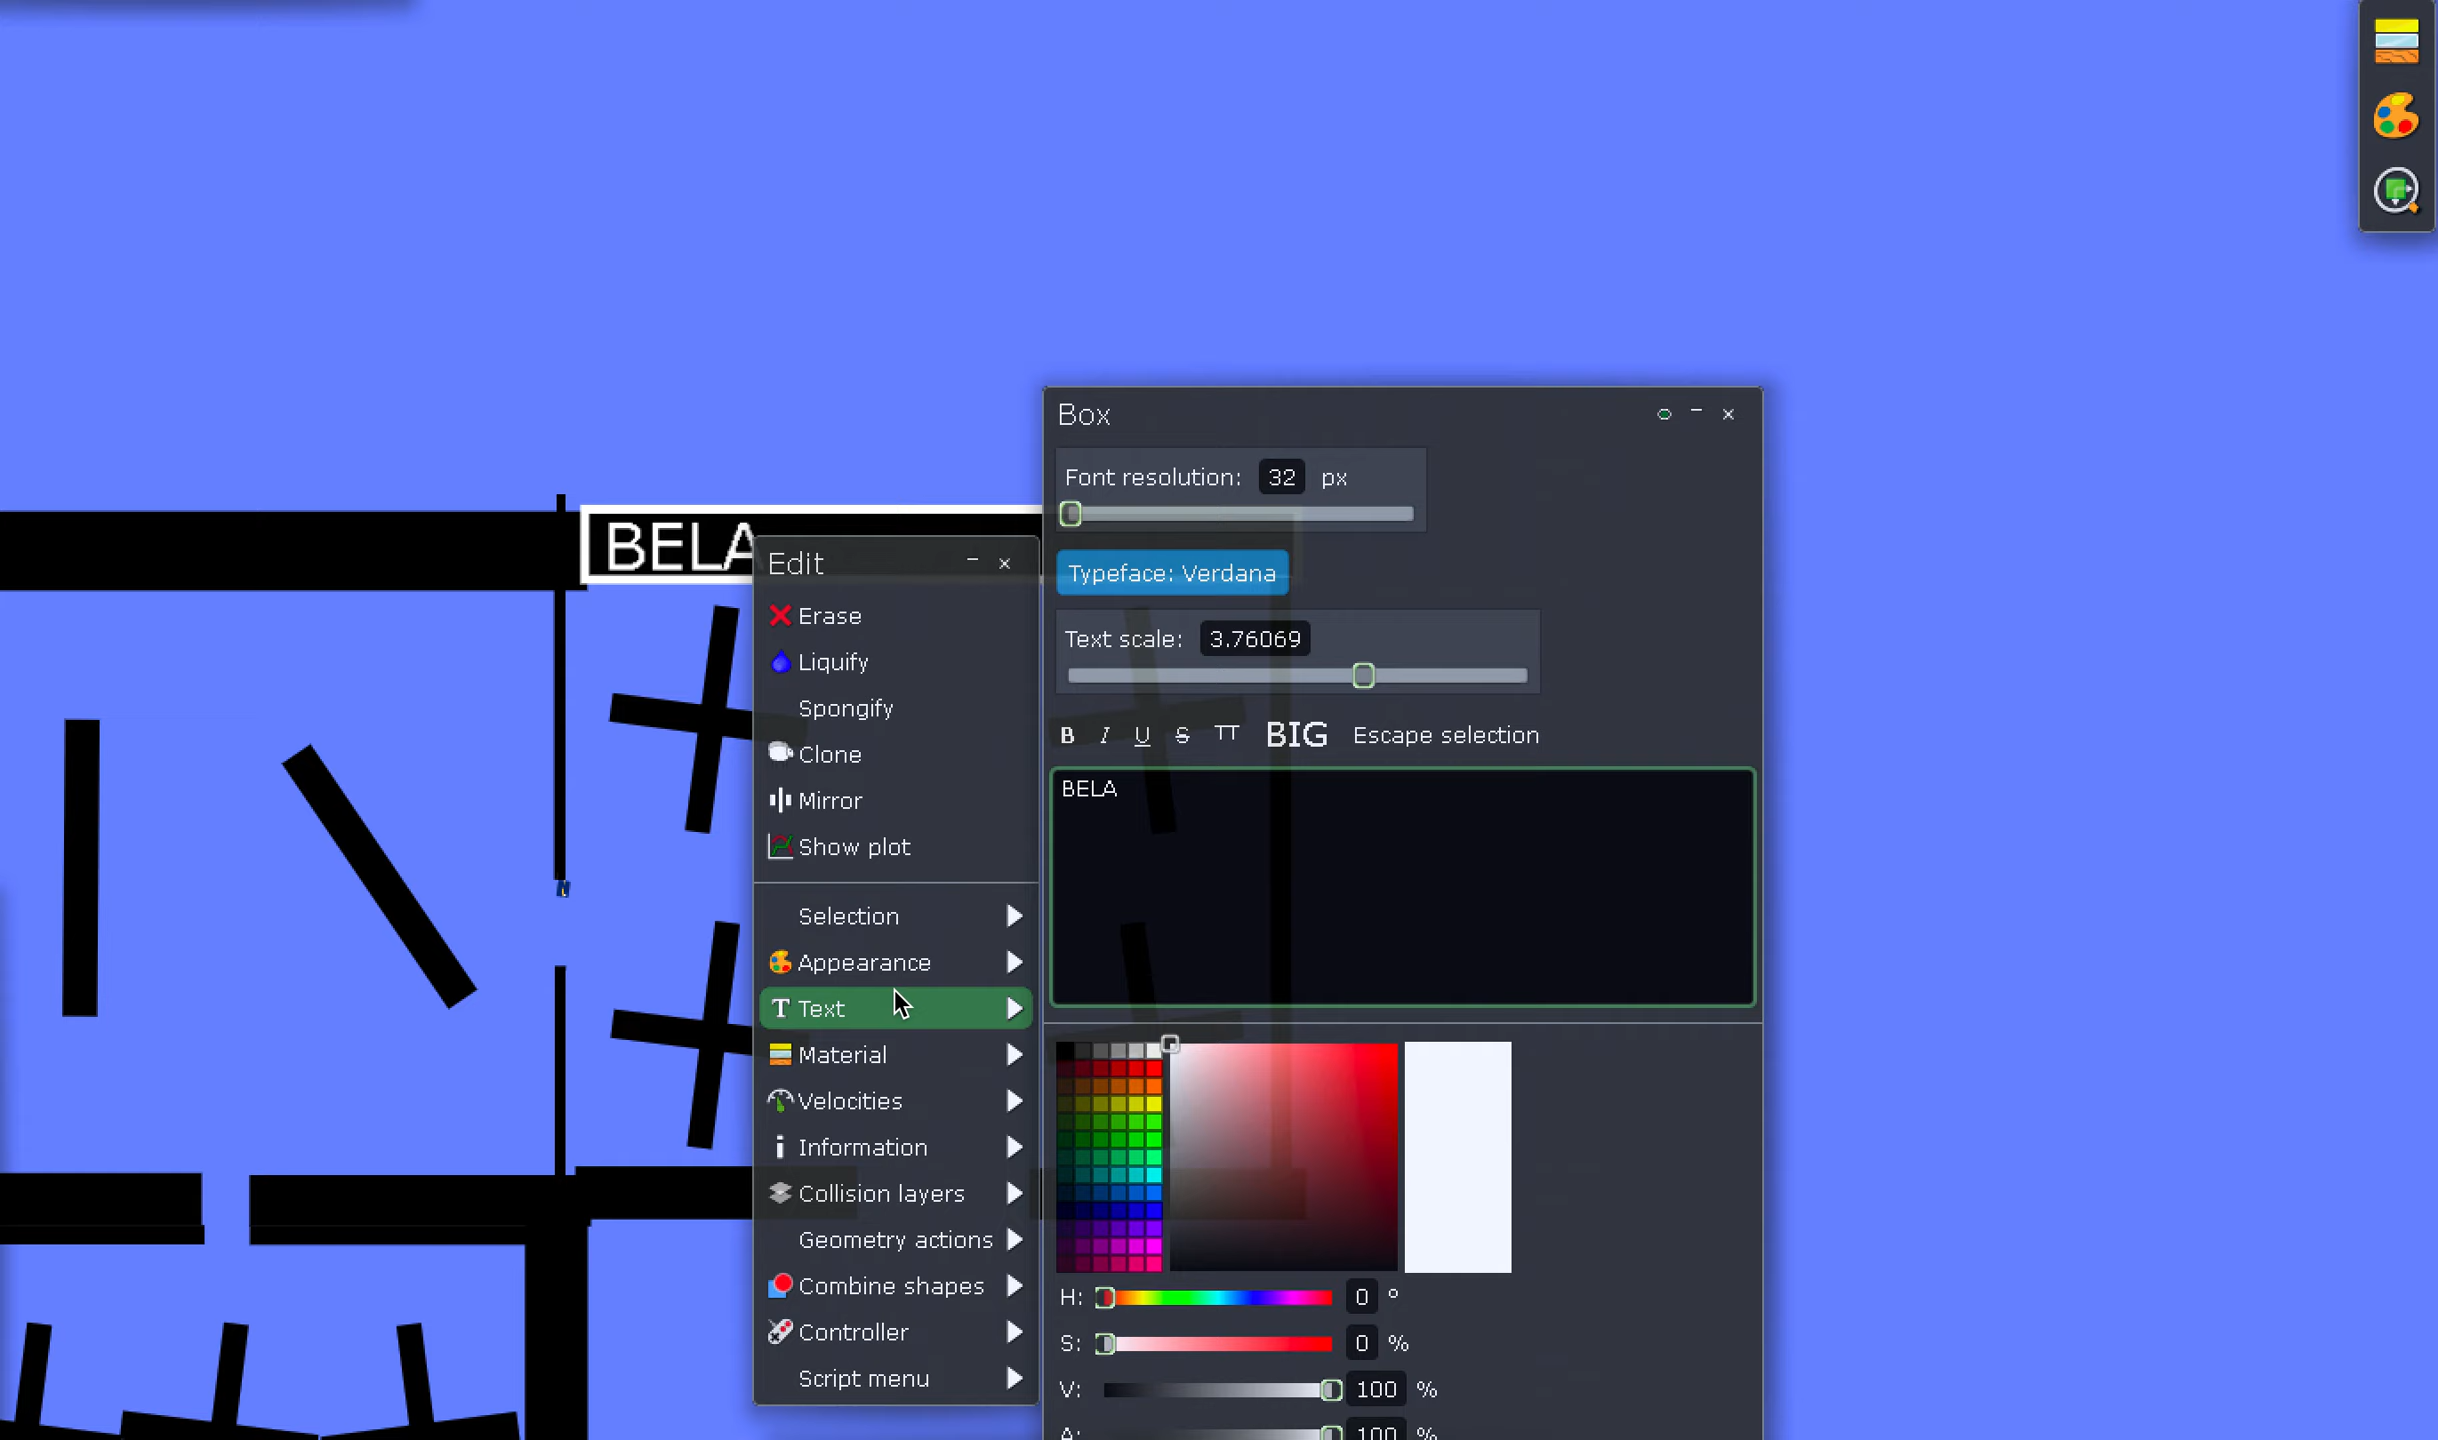 Box
Font resolution: 32 px
BELA
Edit
Typeface: Verdana
Erase
Text scale: 3.76069
Liquify
Spongify
B I U S TT BIG Escape selection
Clone
BELA
Mirror
Show plot
Selection
Appearance
T Text
Material
Velocities
Information
Collision layers
Geometry actions
Combine shapes
H: 0 °
Controller
S: 0 %
Script menu
V: 100 %
A: 100 %